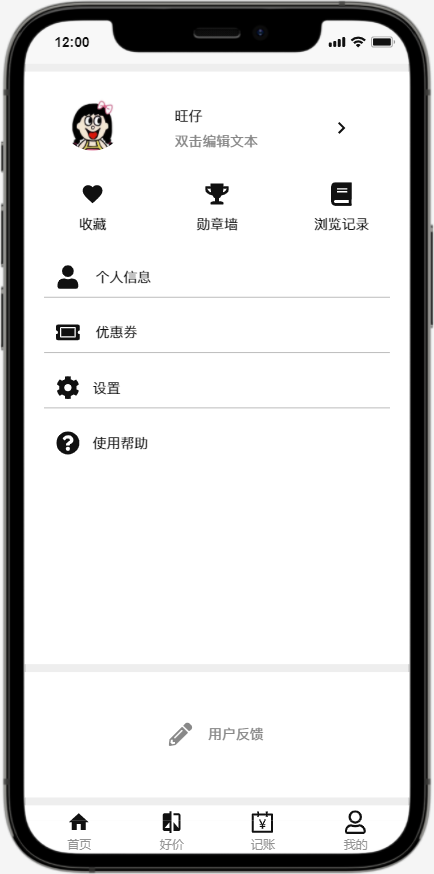 12:00
旺仔
双击编辑文本
收藏 勋章墙 浏览记录
个人信息
优惠券
设置
使用帮助
用户反馈
首页 好价 记账 我的